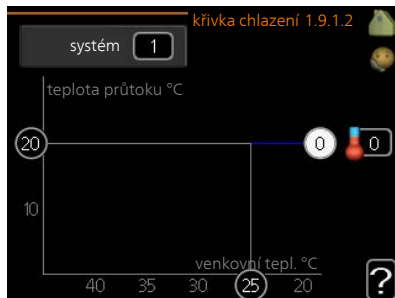 křivka chlazení 1.9.1.2
systém 1
teplota průtoku °C
20
0
0
10
venkovní tepl. °C
40 35 30 25 20
?